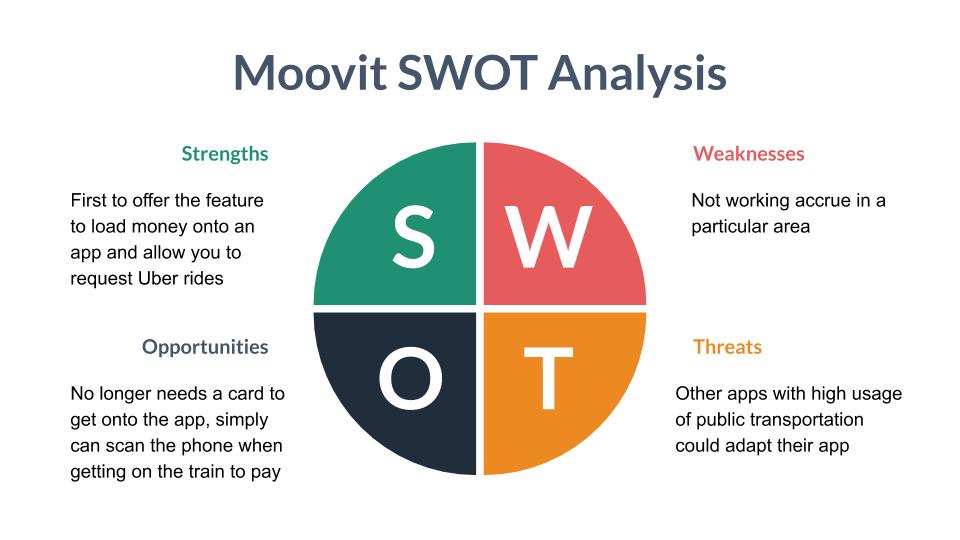 Moovit SWOT Analysis
Strengths
First to offer the feature
to load money onto an
app and allow you to
request Uber rides
S
W
Weaknesses
Not working accrue in a
particular area
Opportunities
No longer needs a card to
get onto the app, simply
can scan the phone when
getting on the train to pay
O
T
Threats
Other apps with high usage
of public transportation
could adapt their app